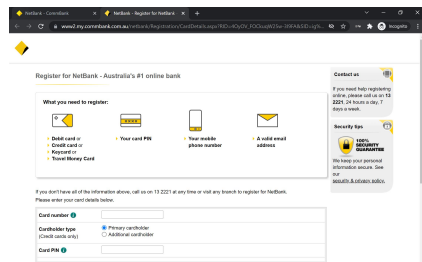 NetBank - CommBank
NetBank - Register for NetBank
www2.my.commbank.com.au/netbank/Registration/CardDetails.aspx?
Incognito
Register for NetBank - Australia's #1 online bank
What you need to register:
Debit card or
Credit card or
Keycard or
Travel Money Card
Your card PIN
Your mobile
phone number
A valid email
address
If you don't have all of the information above, call us on 13 2221 at any time or visit any branch to register for NetBank.
Please enter your card details below.
Card number
Cardholder type
(Credit cards only)
Primary cardholder
Additional cardholder
Card PIN
Contact us
If you need help registering
online, please call us on 13
2221, 24 hours a day, 7
days a week.
Security tips
100%
SECURITY
GUARANTEE
We keep your personal
information secure. See
our
security & privacy policy.